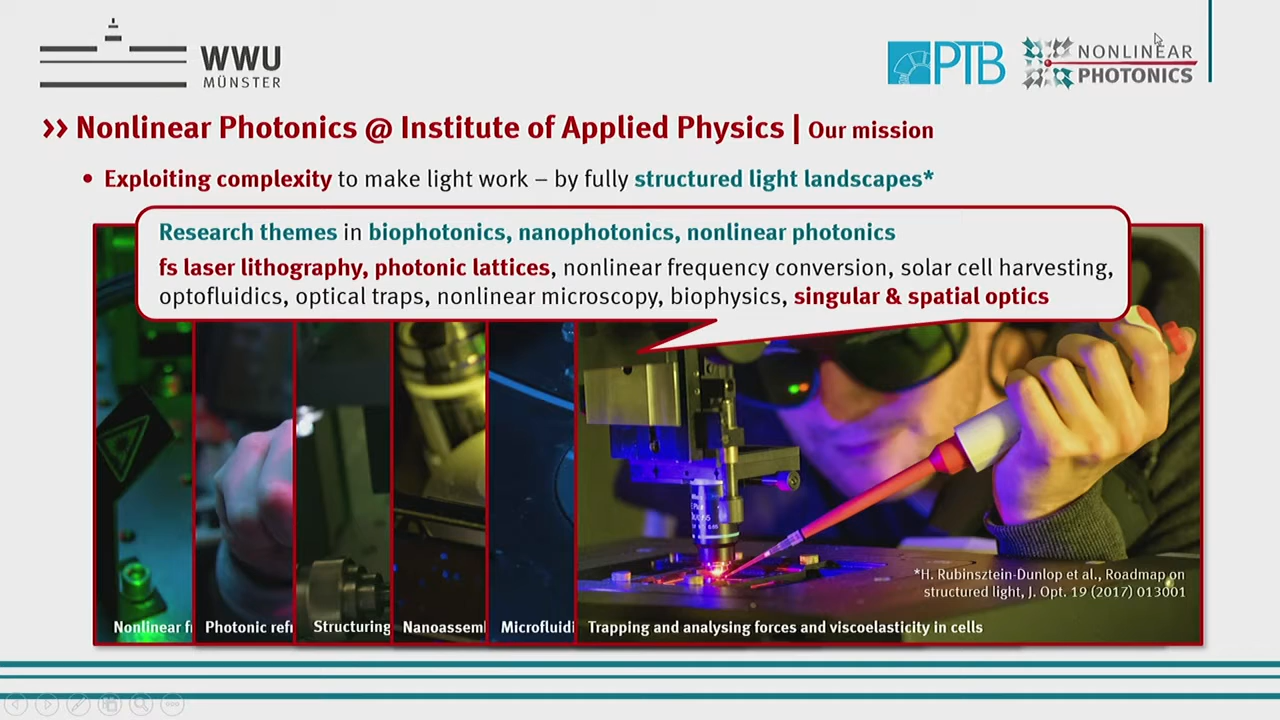 WWU
MÜNSTER
PTB
NONLINEAR
PHOTONICS
›› Nonlinear Photonics @ Institute of Applied Physics | Our mission
• Exploiting complexity to make light work – by fully structured light landscapes*
Research themes in biophotonics, nanophotonics, nonlinear photonics
fs laser lithography, photonic lattices, nonlinear frequency conversion, solar cell harvesting,
optofluidics, optical traps, nonlinear microscopy, biophysics, singular & spatial optics
*H. Rubinsztein-Dunlop et al., Roadmap on
structured light, J. Opt. 19 (2017) 013001
Nonlinear fr
Photonic refr
Structuring
Nanoassem
Microfluidi
Trapping and analysing forces and viscoelasticity in cells